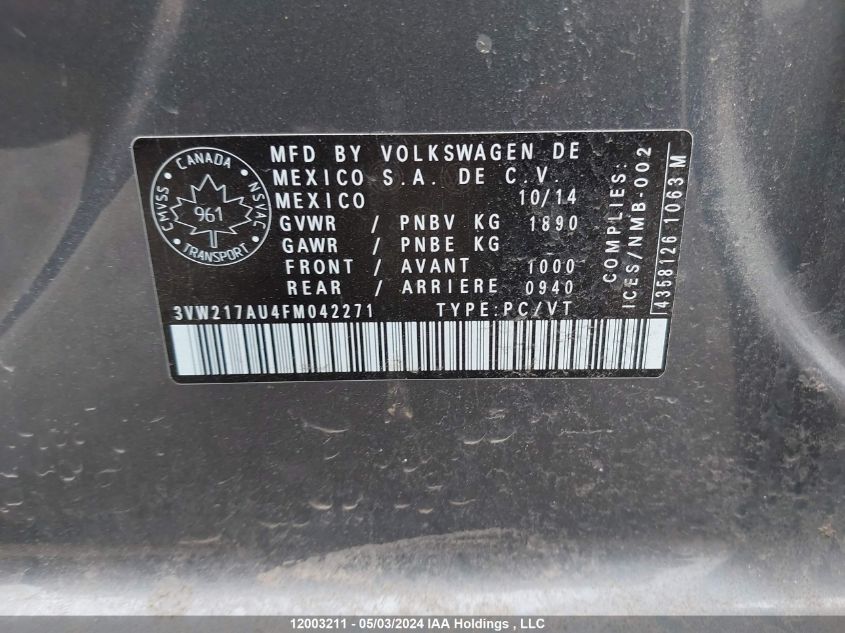 CANADA
CMVSS
NSVAC
961
TRANSPORT
MFD BY VOLKSWAGEN DE
MEXICO S.A. DE C.V.
MEXICO 10/14
GVWR / PNBV KG 1890
GAWR / PNBE KG
FRONT / AVANT 1000
REAR / ARRIERE 0940
3VW217AU4FM042271 TYPE:PC/VT
COMPLIES:
ICES/NMB-002
4358126 1063 M
12003211 - 05/03/2024 IAA Holdings , LLC